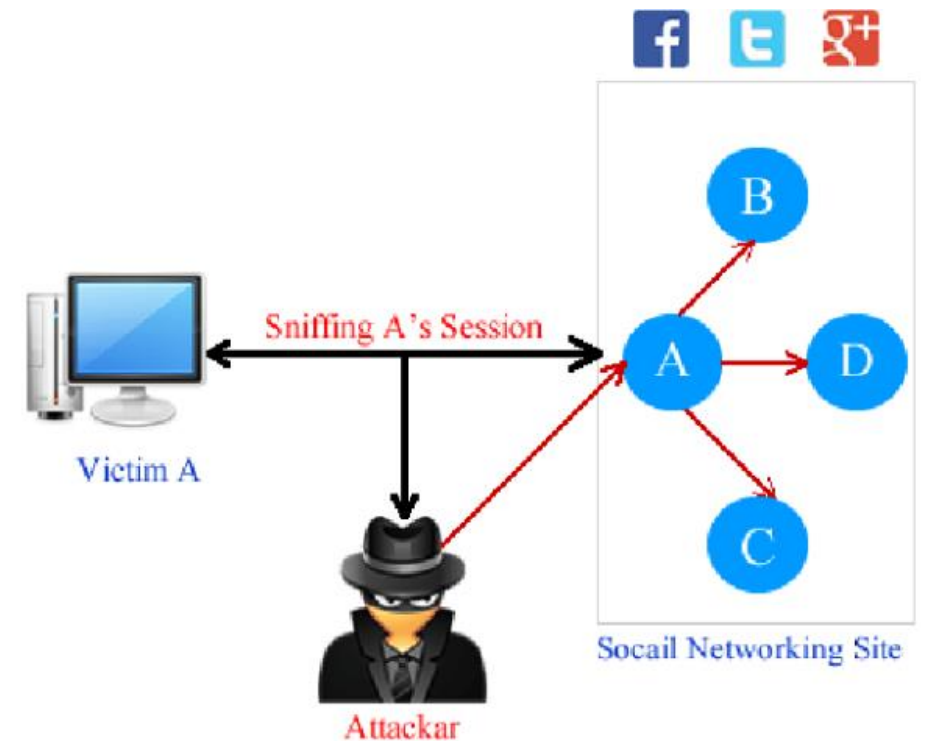 f t g+
B
Sniffing A's Session
A
D
Victim A
C
Socail Networking Site
Attackar